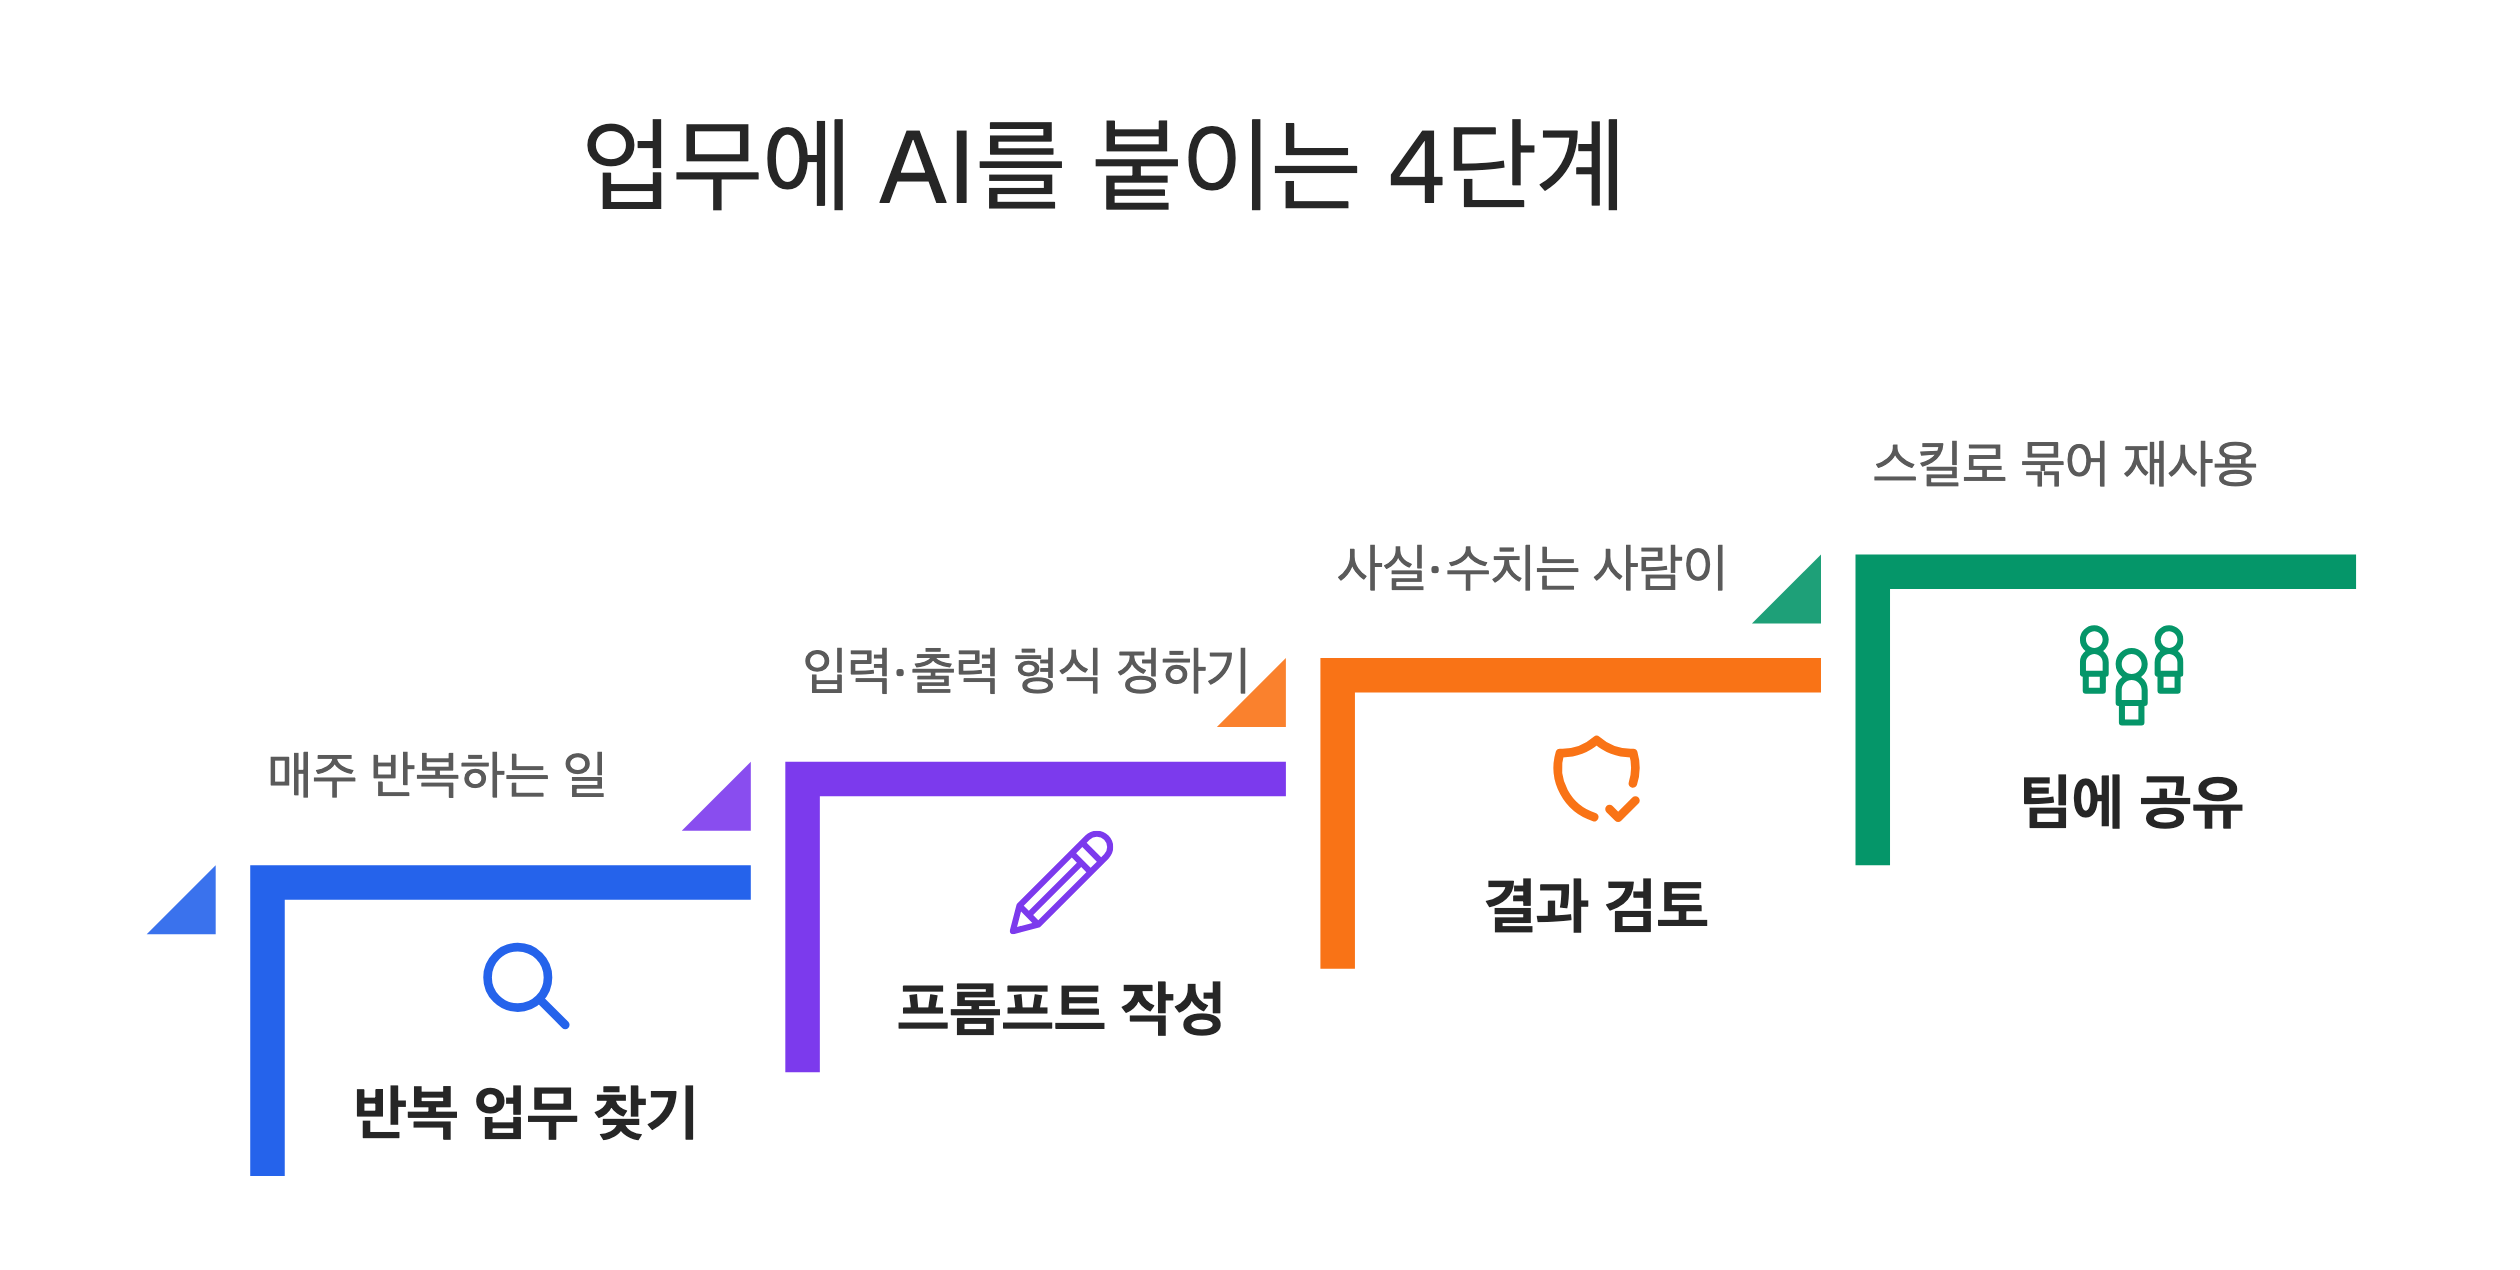 업무에 AI를 붙이는 4단계
매주 반복하는 일
반복 업무 찾기
입력·출력 형식 정하기
프롬프트 작성
사실·수치는 사람이
결과 검토
스킬로 묶어 재사용
팀에 공유